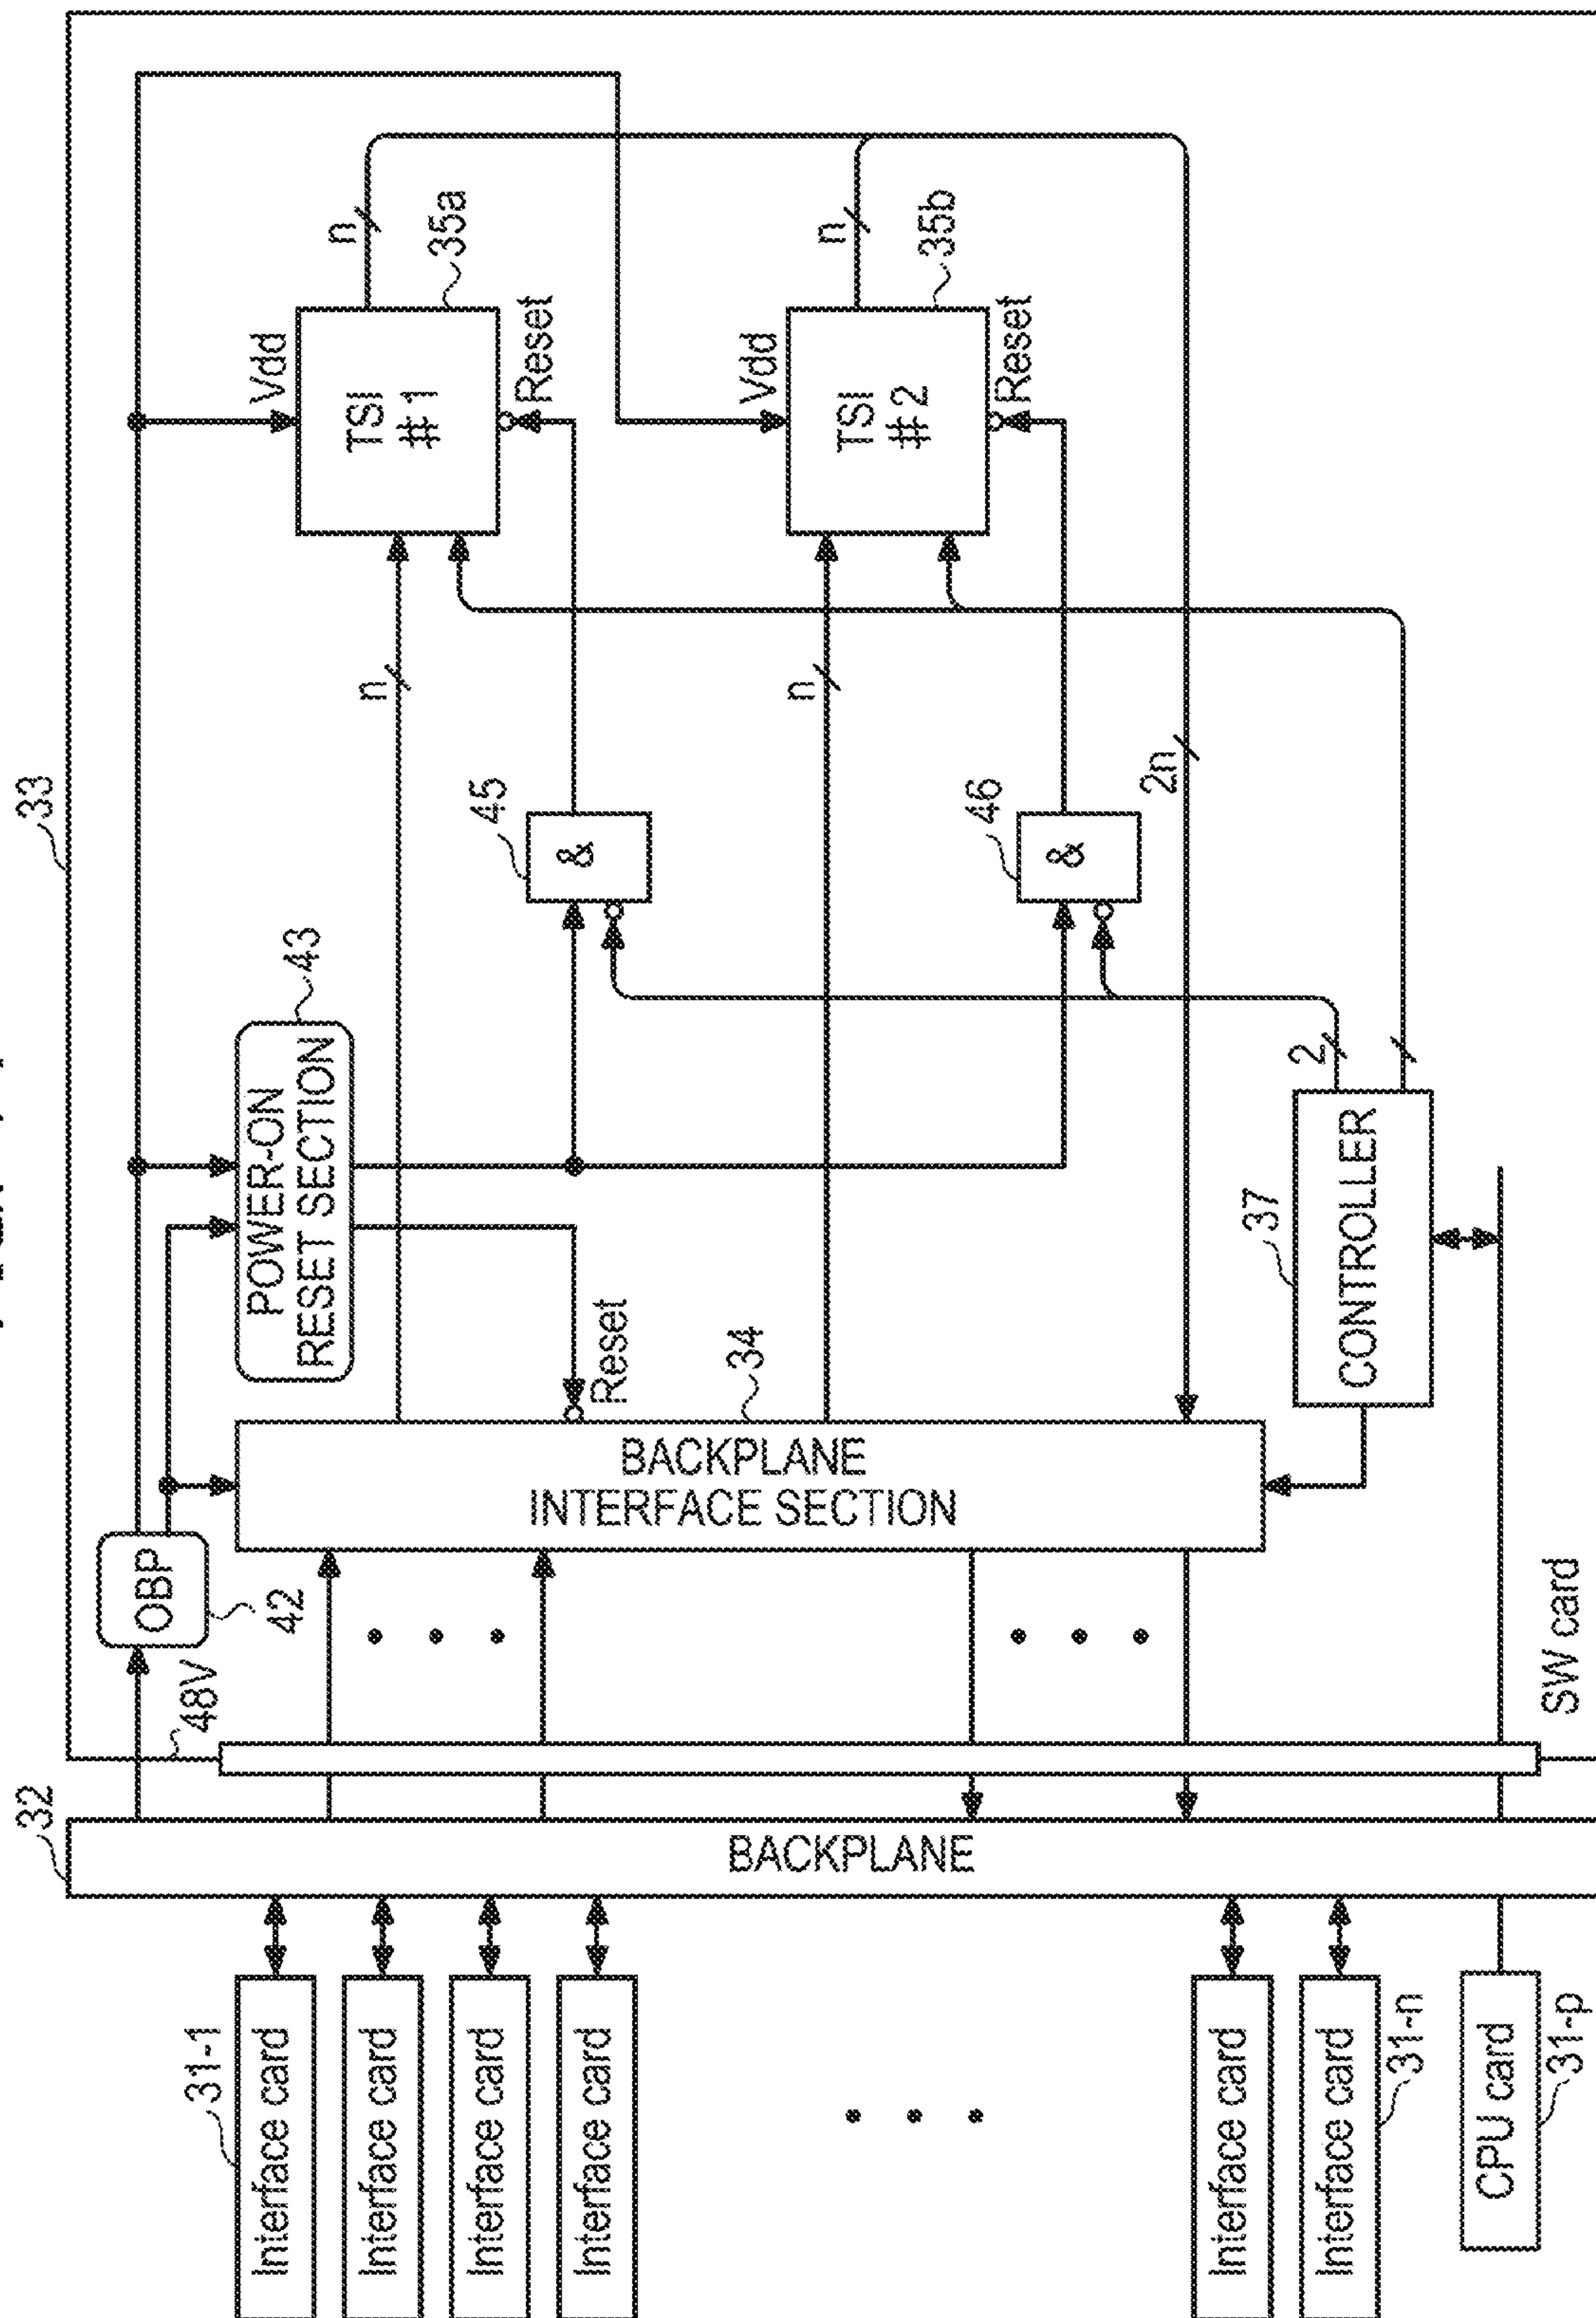 33
32
48V
OBP
42
POWER-ON
RESET SECTION
43
Vdd
TSI
#1
35a
n
Reset
n
45
&
Reset
34
BACKPLANE
INTERFACE SECTION
Vdd
TSI
#2
35b
n
Reset
n
46
&
2n
2
37
CONTROLLER
SW card
BACKPLANE
31-1
Interface card
Interface card
Interface card
Interface card
Interface card
Interface card
31-n
CPU card
31-p